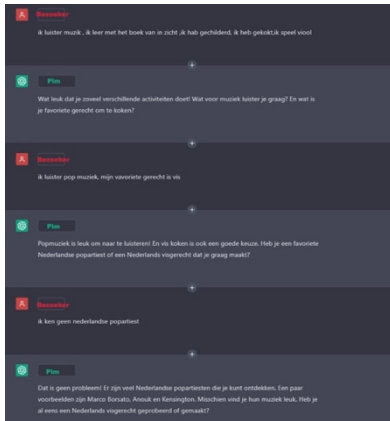 Bezoeker
ik luister muzik , ik leer met het boek van in zicht ,ik hab gechilderd, ik heb gekokt,ik speel viool
Pim
Wat leuk dat je zoveel verschillende activiteiten doet! Wat voor muziek luister je graag? En wat is
je favoriete gerecht om te koken?
Bezoeker
ik luister pop muziek, mijn vavoriete gerecht is vis
Pim
Popmuziek is leuk om naar te luisteren! En vis koken is ook een goede keuze. Heb je een favoriete
Nederlandse popartiest of een Nederlands visgerecht dat je graag maakt?
Bezoeker
ik ken geen nederlandse popartiest
Pim
Dat is geen probleem! Er zijn veel Nederlandse popartiesten die je kunt ontdekken. Een paar
voorbeelden zijn Marco Borsato, Anouk en Kensington. Misschien vind je hun muziek leuk. Heb je
al eens een Nederlands visgerecht geprobeerd of gemaakt?